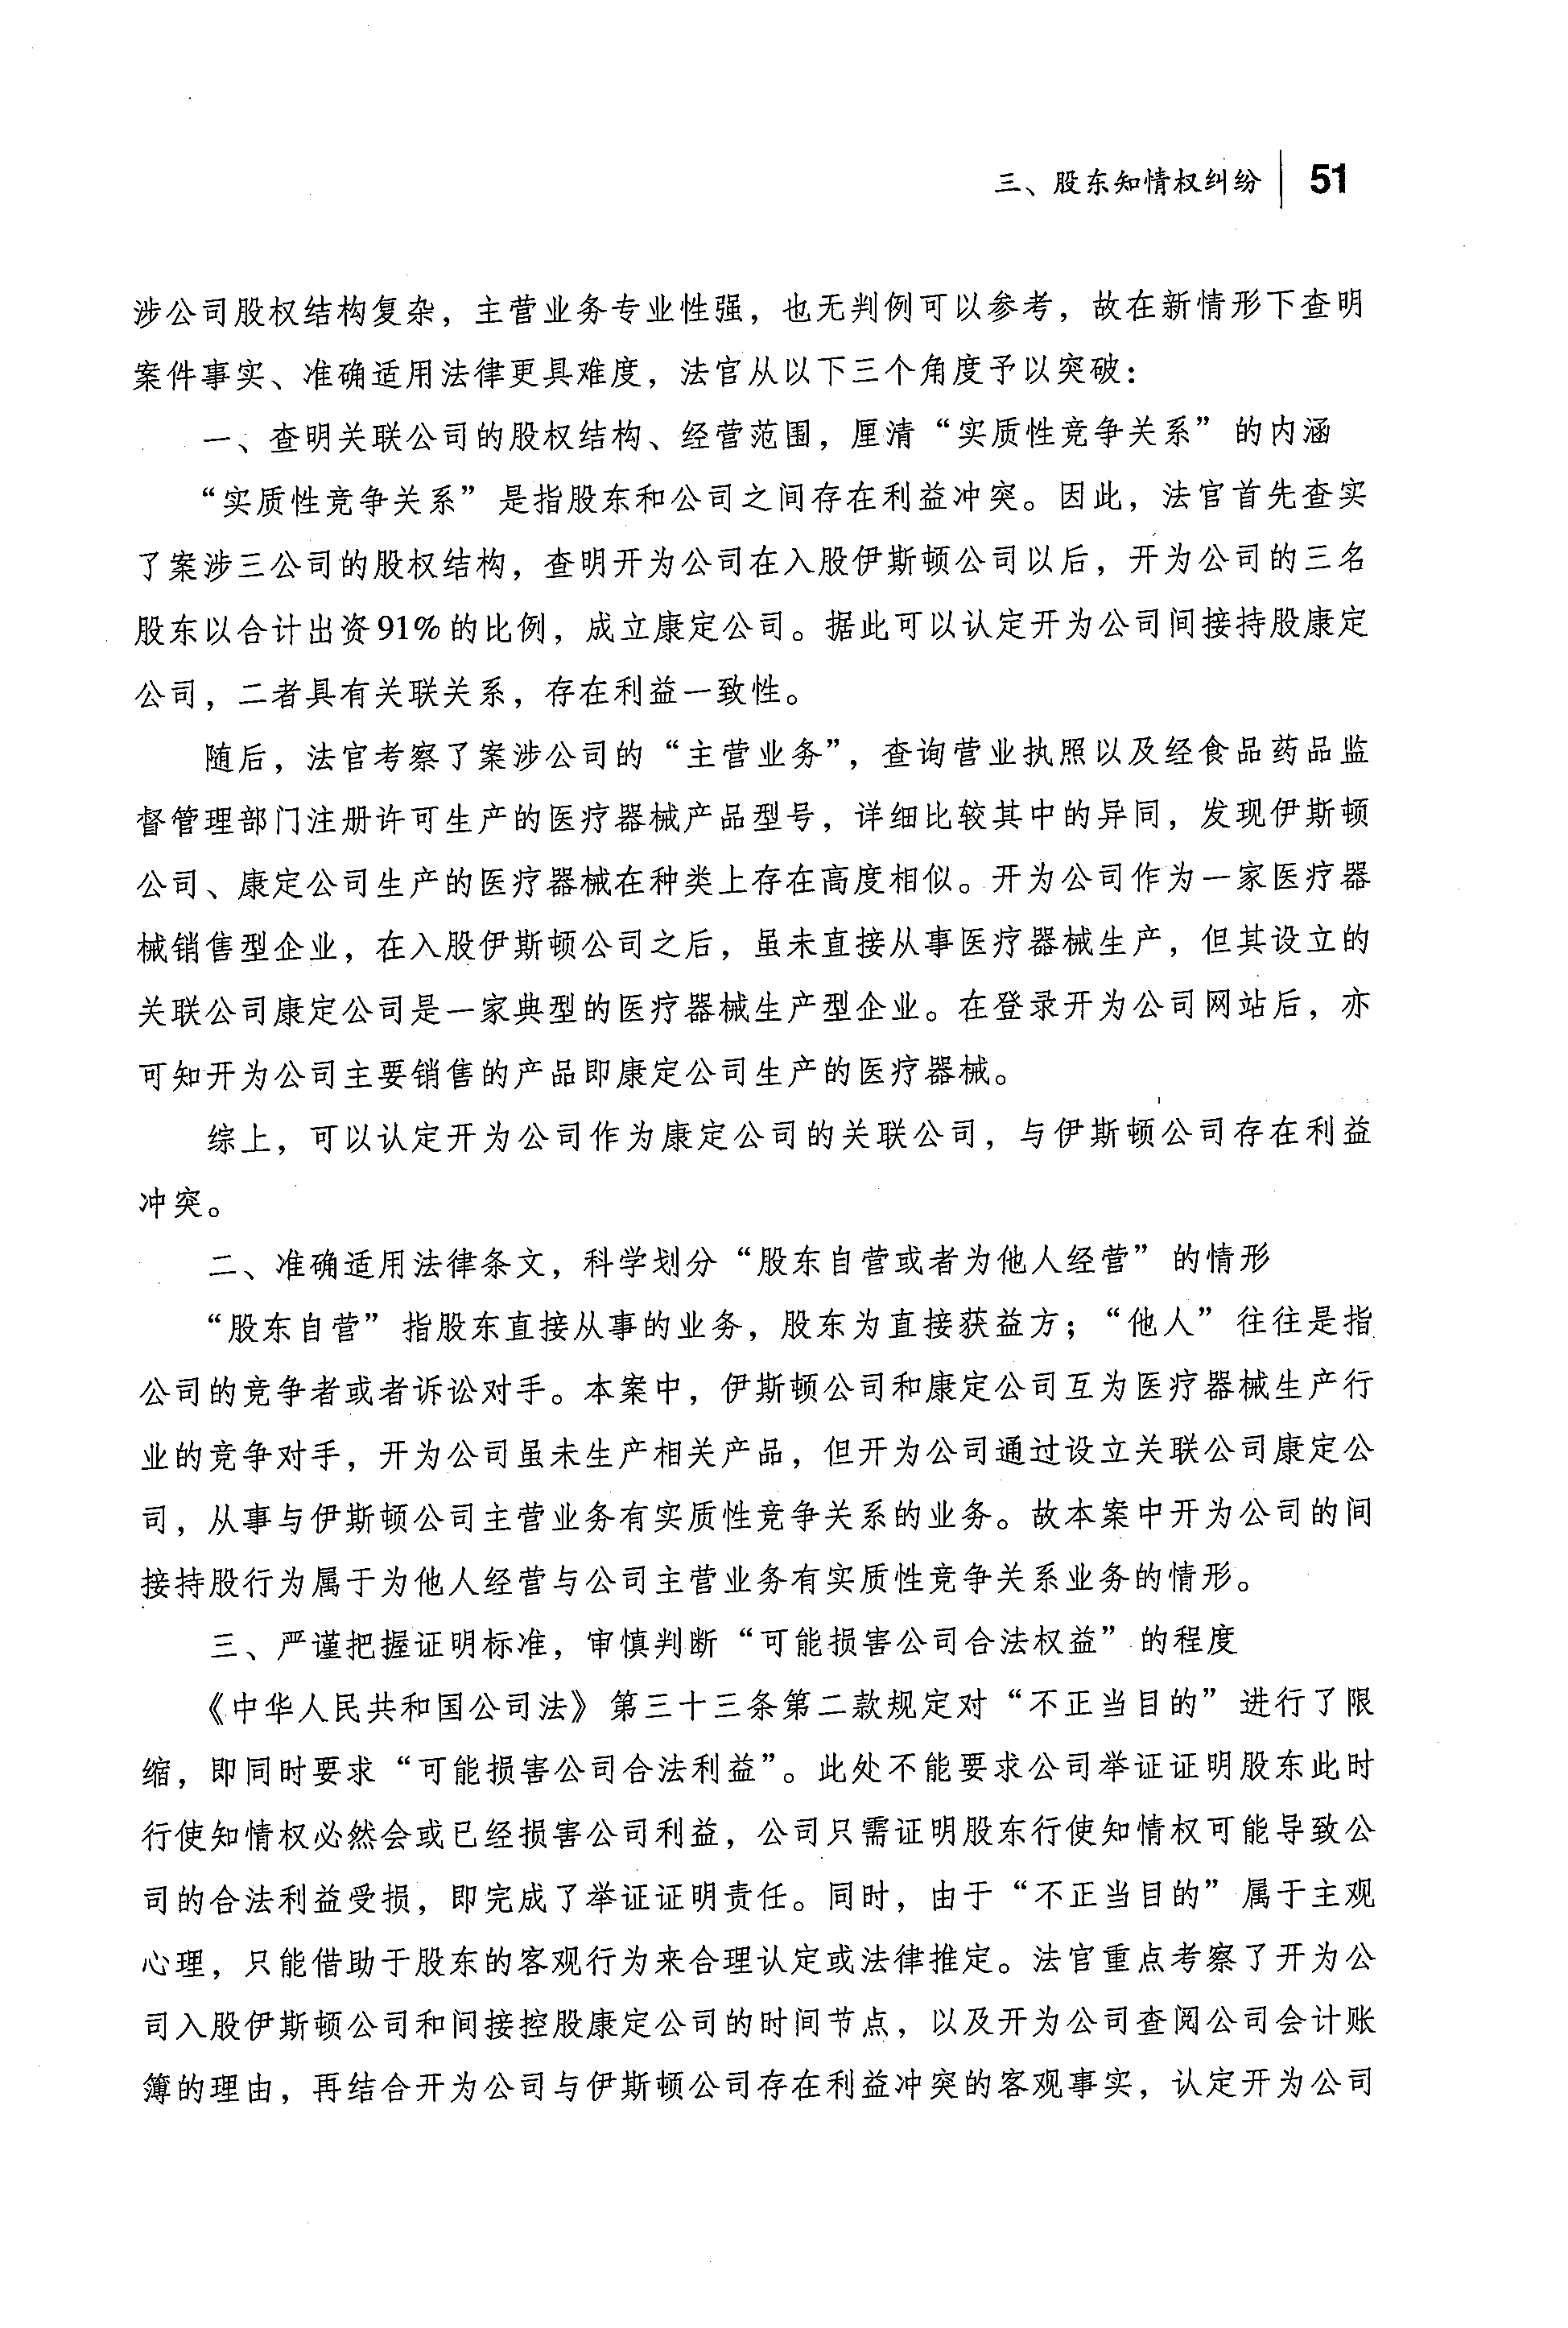 三、股东知情权纠纷 51
涉公司股权结构复杂，主营业务专业性强，也无判例可以参考，故在新情形下查明
案件事实、准确适用法律更具难度，法官从以下三个角度予以突破：
一、查明关联公司的股权结构、经营范围，厘清“实质性竞争关系”的内涵
“实质性竞争关系”是指股东和公司之间存在利益冲突。因此，法官首先查实
了案涉三公司的股权结构，查明开为公司在入股伊斯顿公司以后，开为公司的三名
股东以合计出资91%的比例，成立康定公司。据此可以认定开为公司间接持股康定
公司，二者具有关联关系，存在利益一致性。
随后，法官考察了案涉公司的“主营业务”，查询营业执照以及经食品药品监
督管理部门注册许可生产的医疗器械产品型号，详细比较其中的异同，发现伊斯顿
公司、康定公司生产的医疗器械在种类上存在高度相似。开为公司作为一家医疗器
械销售型企业，在入股伊斯顿公司之后，虽未直接从事医疗器械生产，但其设立的
关联公司康定公司是一家典型的医疗器械生产型企业。在登录开为公司网站后，亦
可知开为公司主要销售的产品即康定公司生产的医疗器械。
综上，可以认定开为公司作为康定公司的关联公司，与伊斯顿公司存在利益
冲突。
二、准确适用法律条文，科学划分“股东自营或者为他人经营”的情形
“股东自营”指股东直接从事的业务，股东为直接获益方；“他人”往往是指
公司的竞争者或者诉讼对手。本案中，伊斯顿公司和康定公司互为医疗器械生产行
业的竞争对手，开为公司虽未生产相关产品，但开为公司通过设立关联公司康定公
司，从事与伊斯顿公司主营业务有实质性竞争关系的业务。故本案中开为公司的间
接持股行为属于为他人经营与公司主营业务有实质性竞争关系业务的情形。
三、严谨把握证明标准，审慎判断“可能损害公司合法权益”的程度
《中华人民共和国公司法》第三十三条第二款规定对“不正当目的”进行了限
缩，即同时要求“可能损害公司合法利益”。此处不能要求公司举证证明股东此时
行使知情权必然会或已经损害公司利益，公司只需证明股东行使知情权可能导致公
司的合法利益受损，即完成了举证证明责任。同时，由于“不正当目的”属于主观
心理，只能借助于股东的客观行为来合理认定或法律推定。法官重点考察了开为公
司入股伊斯顿公司和间接控股康定公司的时间节点，以及开为公司查阅公司会计账
簿的理由，再结合开为公司与伊斯顿公司存在利益冲突的客观事实，认定开为公司